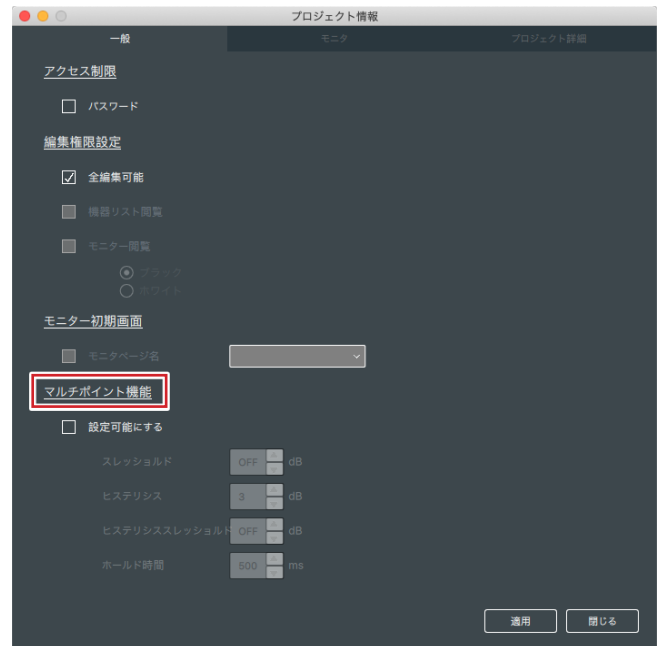 プロジェクト情報
一般 モニタ プロジェクト詳細
アクセス制限
パスワード
編集権限設定
全編集可能
機器リスト閲覧
モニター閲覧
ブラック
ホワイト
モニター初期画面
モニタページ名
マルチポイント機能
設定可能にする
スレッショルド OFF dB
ヒステリシス 3 dB
ヒステリシススレッショルド OFF dB
ホールド時間 500 ms
適用 閉じる